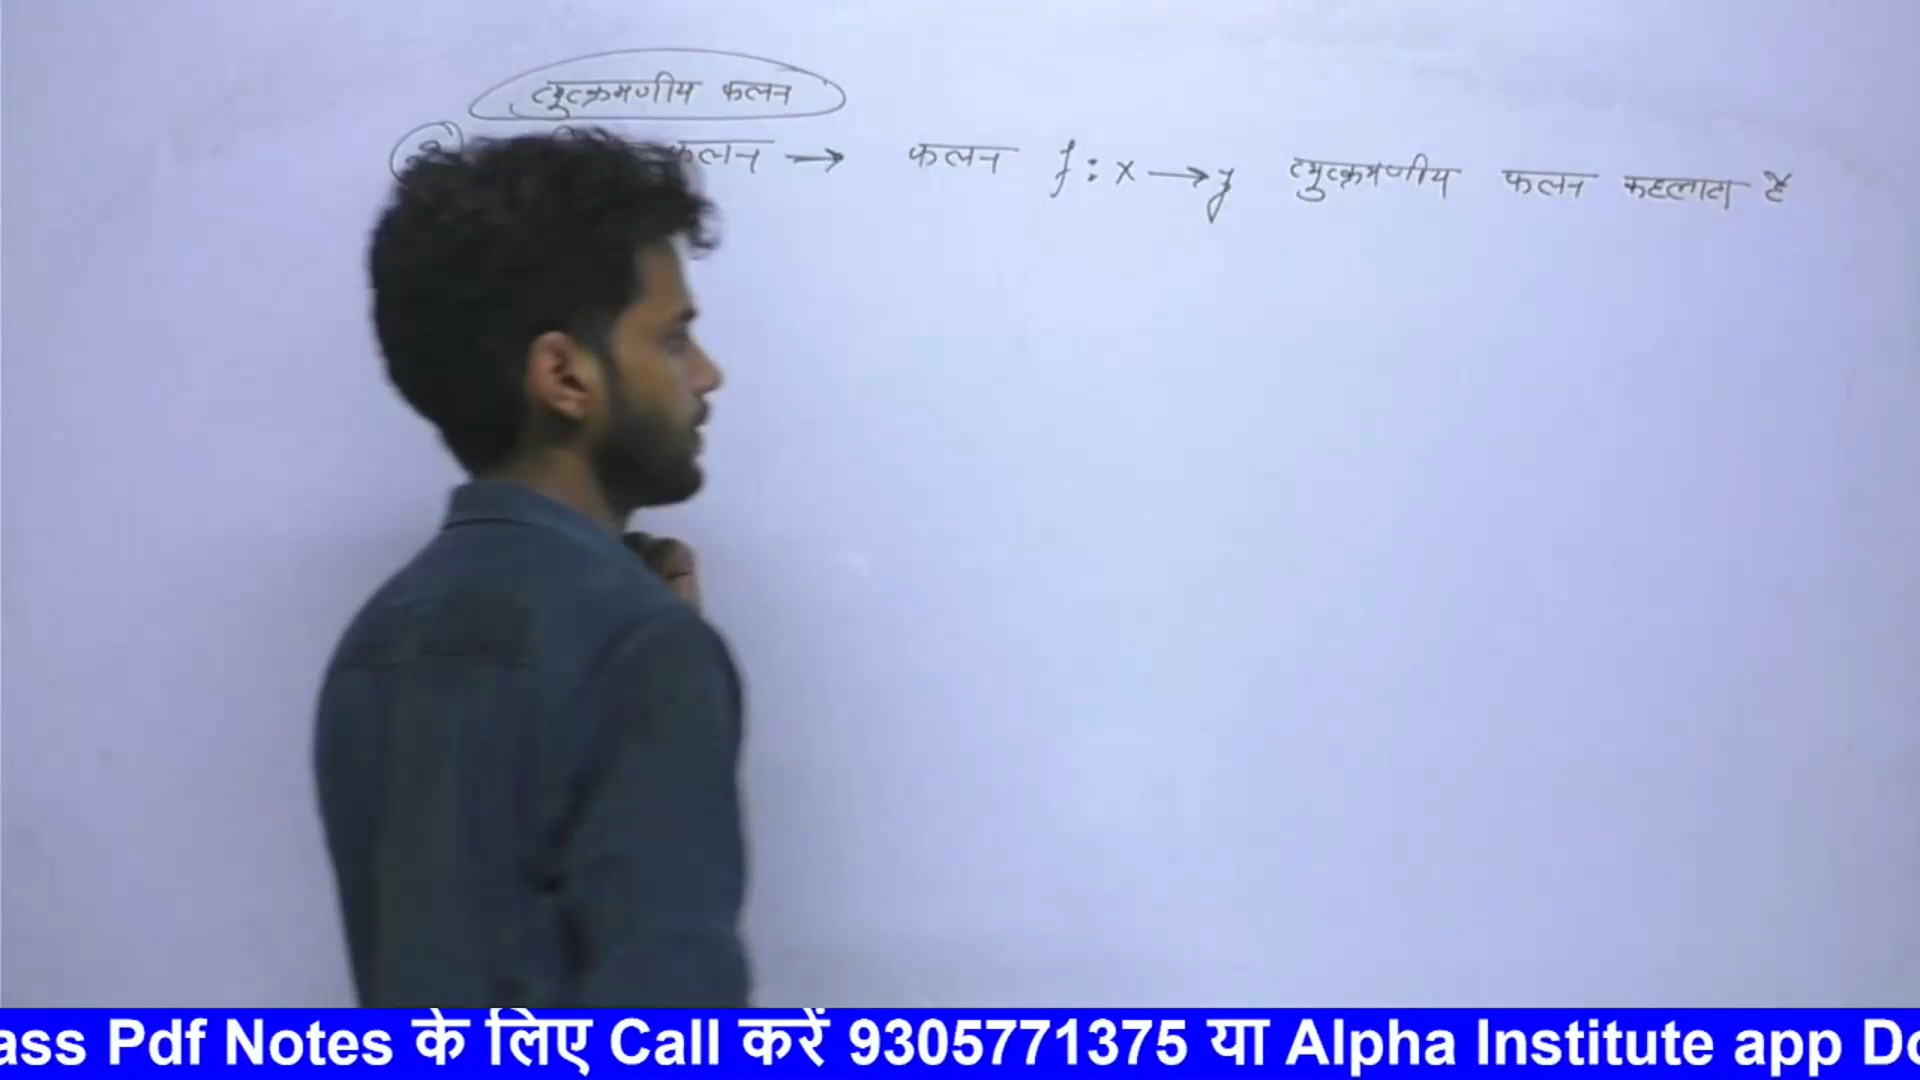 व्युत्क्रमणीय फलन
फलन → फलन f : x → y व्युत्क्रमणीय फलन कहलाता है
ass Pdf Notes के लिए Call करें 9305771375 या Alpha Institute app Do